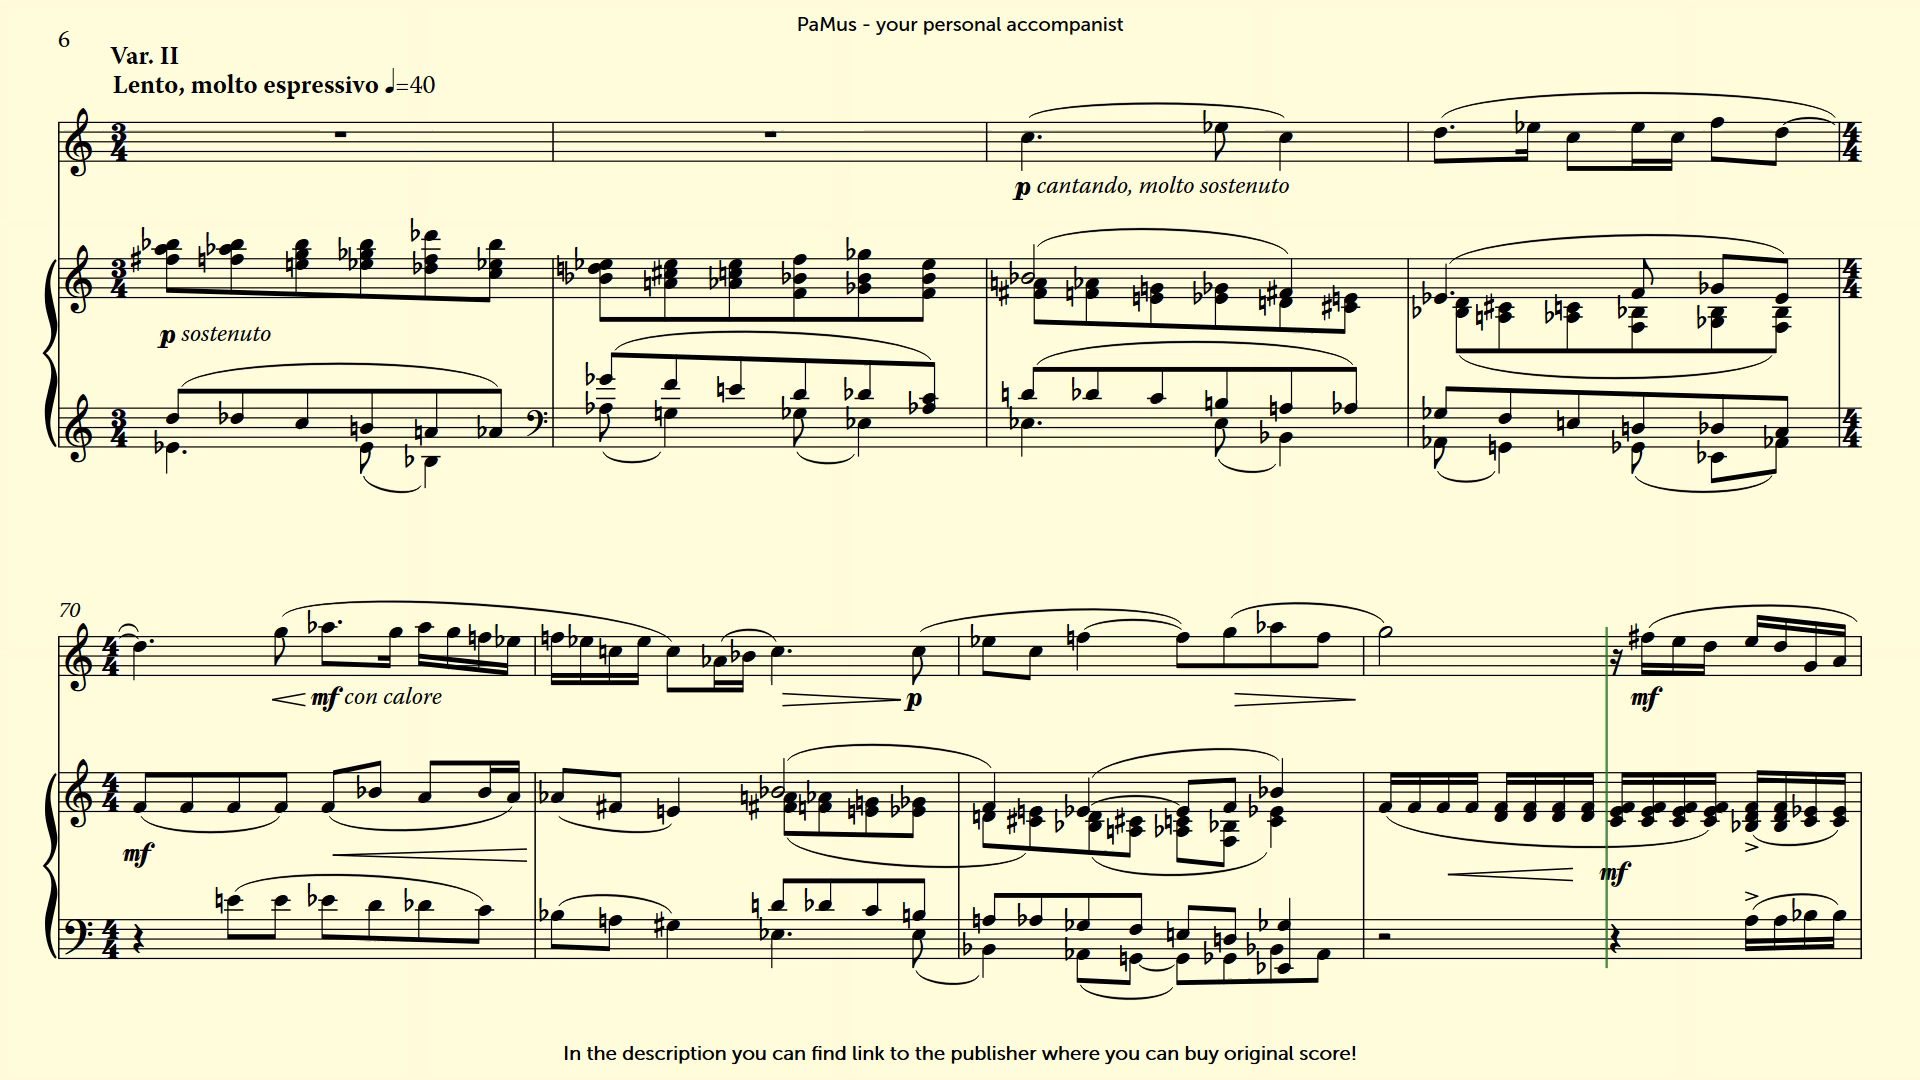 PaMus - your personal accompanist
6
Var. II
Lento, molto espressivo ♩=40
p cantando, molto sostenuto
p sostenuto
70
mf con calore
p
mf
mf
mf
In the description you can find link to the publisher where you can buy original score!